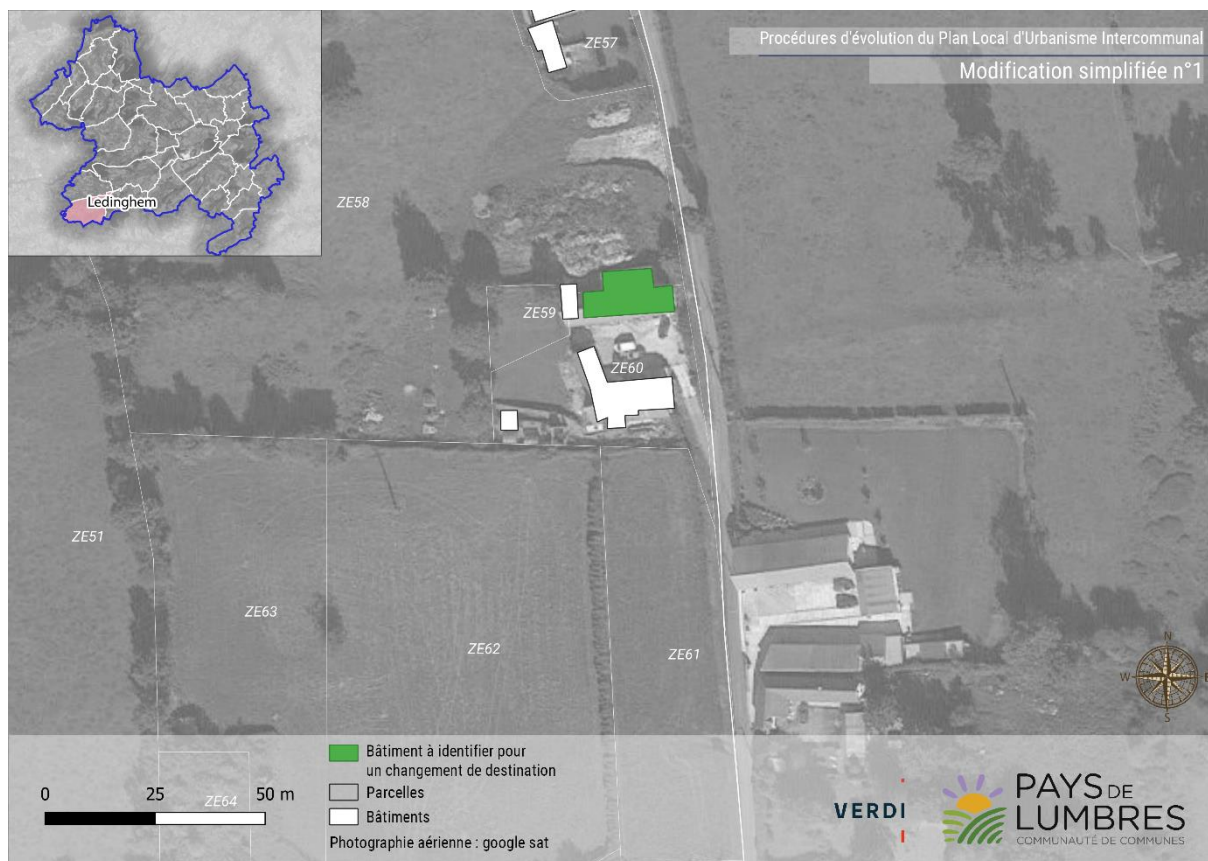 Procédures d'évolution du Plan Local d'Urbanisme Intercommunal
Modification simplifiée n°1
Ledinghem
ZE57
ZE58
ZE59
ZE60
ZE51
ZE63
ZE62
ZE61
N
W E
S
Bâtiment à identifier pour
un changement de destination
Parcelles
Bâtiments
Photographie aérienne : google sat
0 25 50 m
ZE64
VERDI
PAYS DE
LUMBRES
COMMUNAUTÉ DE COMMUNES